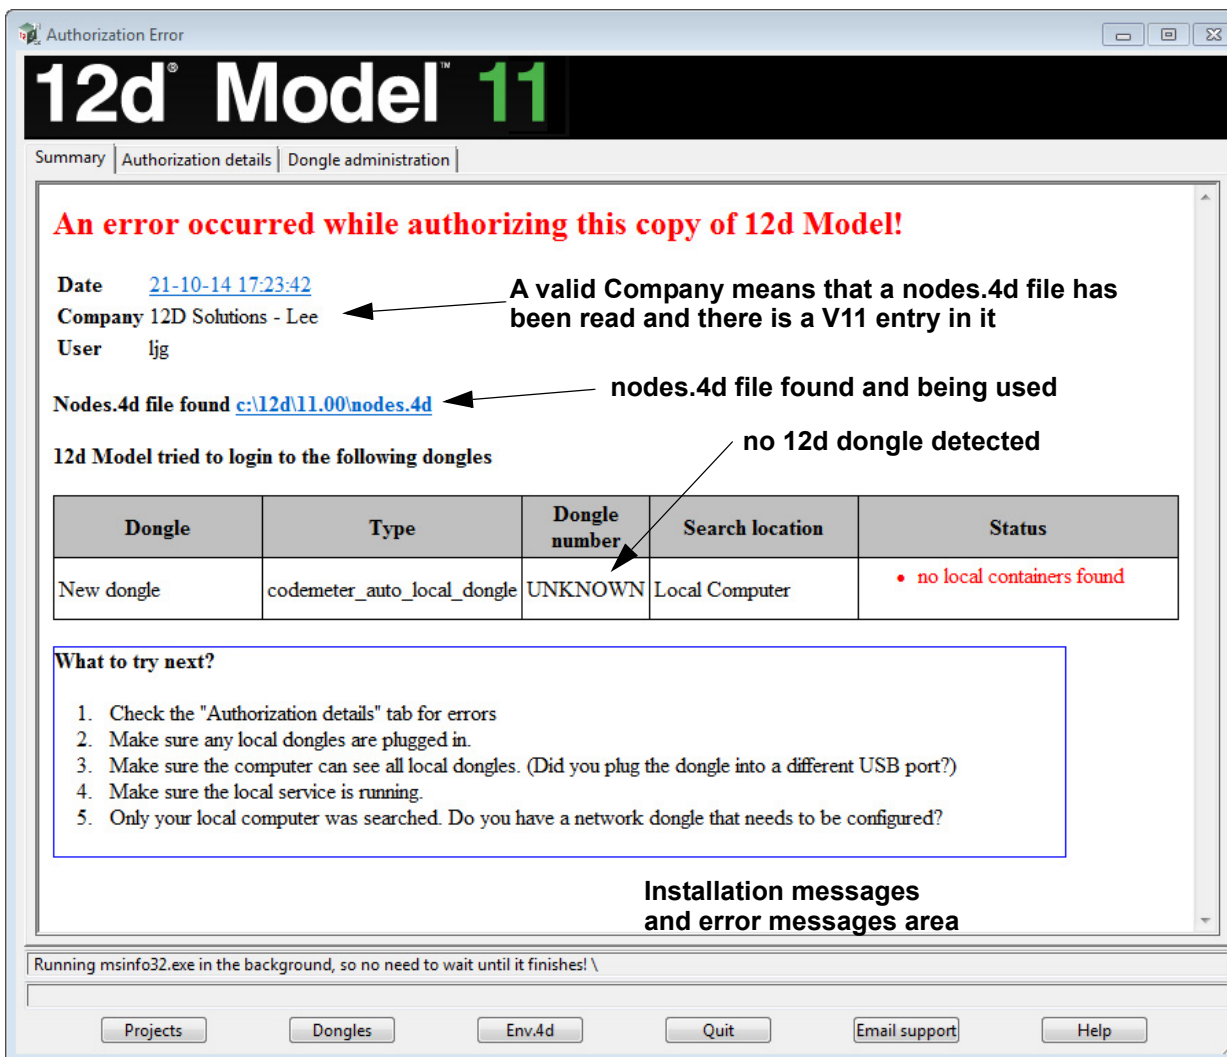 Authorization Error
12d® Model™ 11
Summary Authorization details Dongle administration
An error occurred while authorizing this copy of 12d Model!
Date 21-10-14 17:23:42
A valid Company means that a nodes.4d file has
Company 12D Solutions - Lee
been read and there is a V11 entry in it
User ljg
nodes.4d file found and being used
Nodes.4d file found c:\12d\11.00\nodes.4d
no 12d dongle detected
12d Model tried to login to the following dongles
Dongle Type Dongle number Search location Status
New dongle codemeter_auto_local_dongle UNKNOWN Local Computer • no local containers found
What to try next?
1. Check the "Authorization details" tab for errors
2. Make sure any local dongles are plugged in.
3. Make sure the computer can see all local dongles. (Did you plug the dongle into a different USB port?)
4. Make sure the local service is running.
5. Only your local computer was searched. Do you have a network dongle that needs to be configured?
Installation messages
and error messages area
Running msinfo32.exe in the background, so no need to wait until it finishes! \
Projects Dongles Env.4d Quit Email support Help